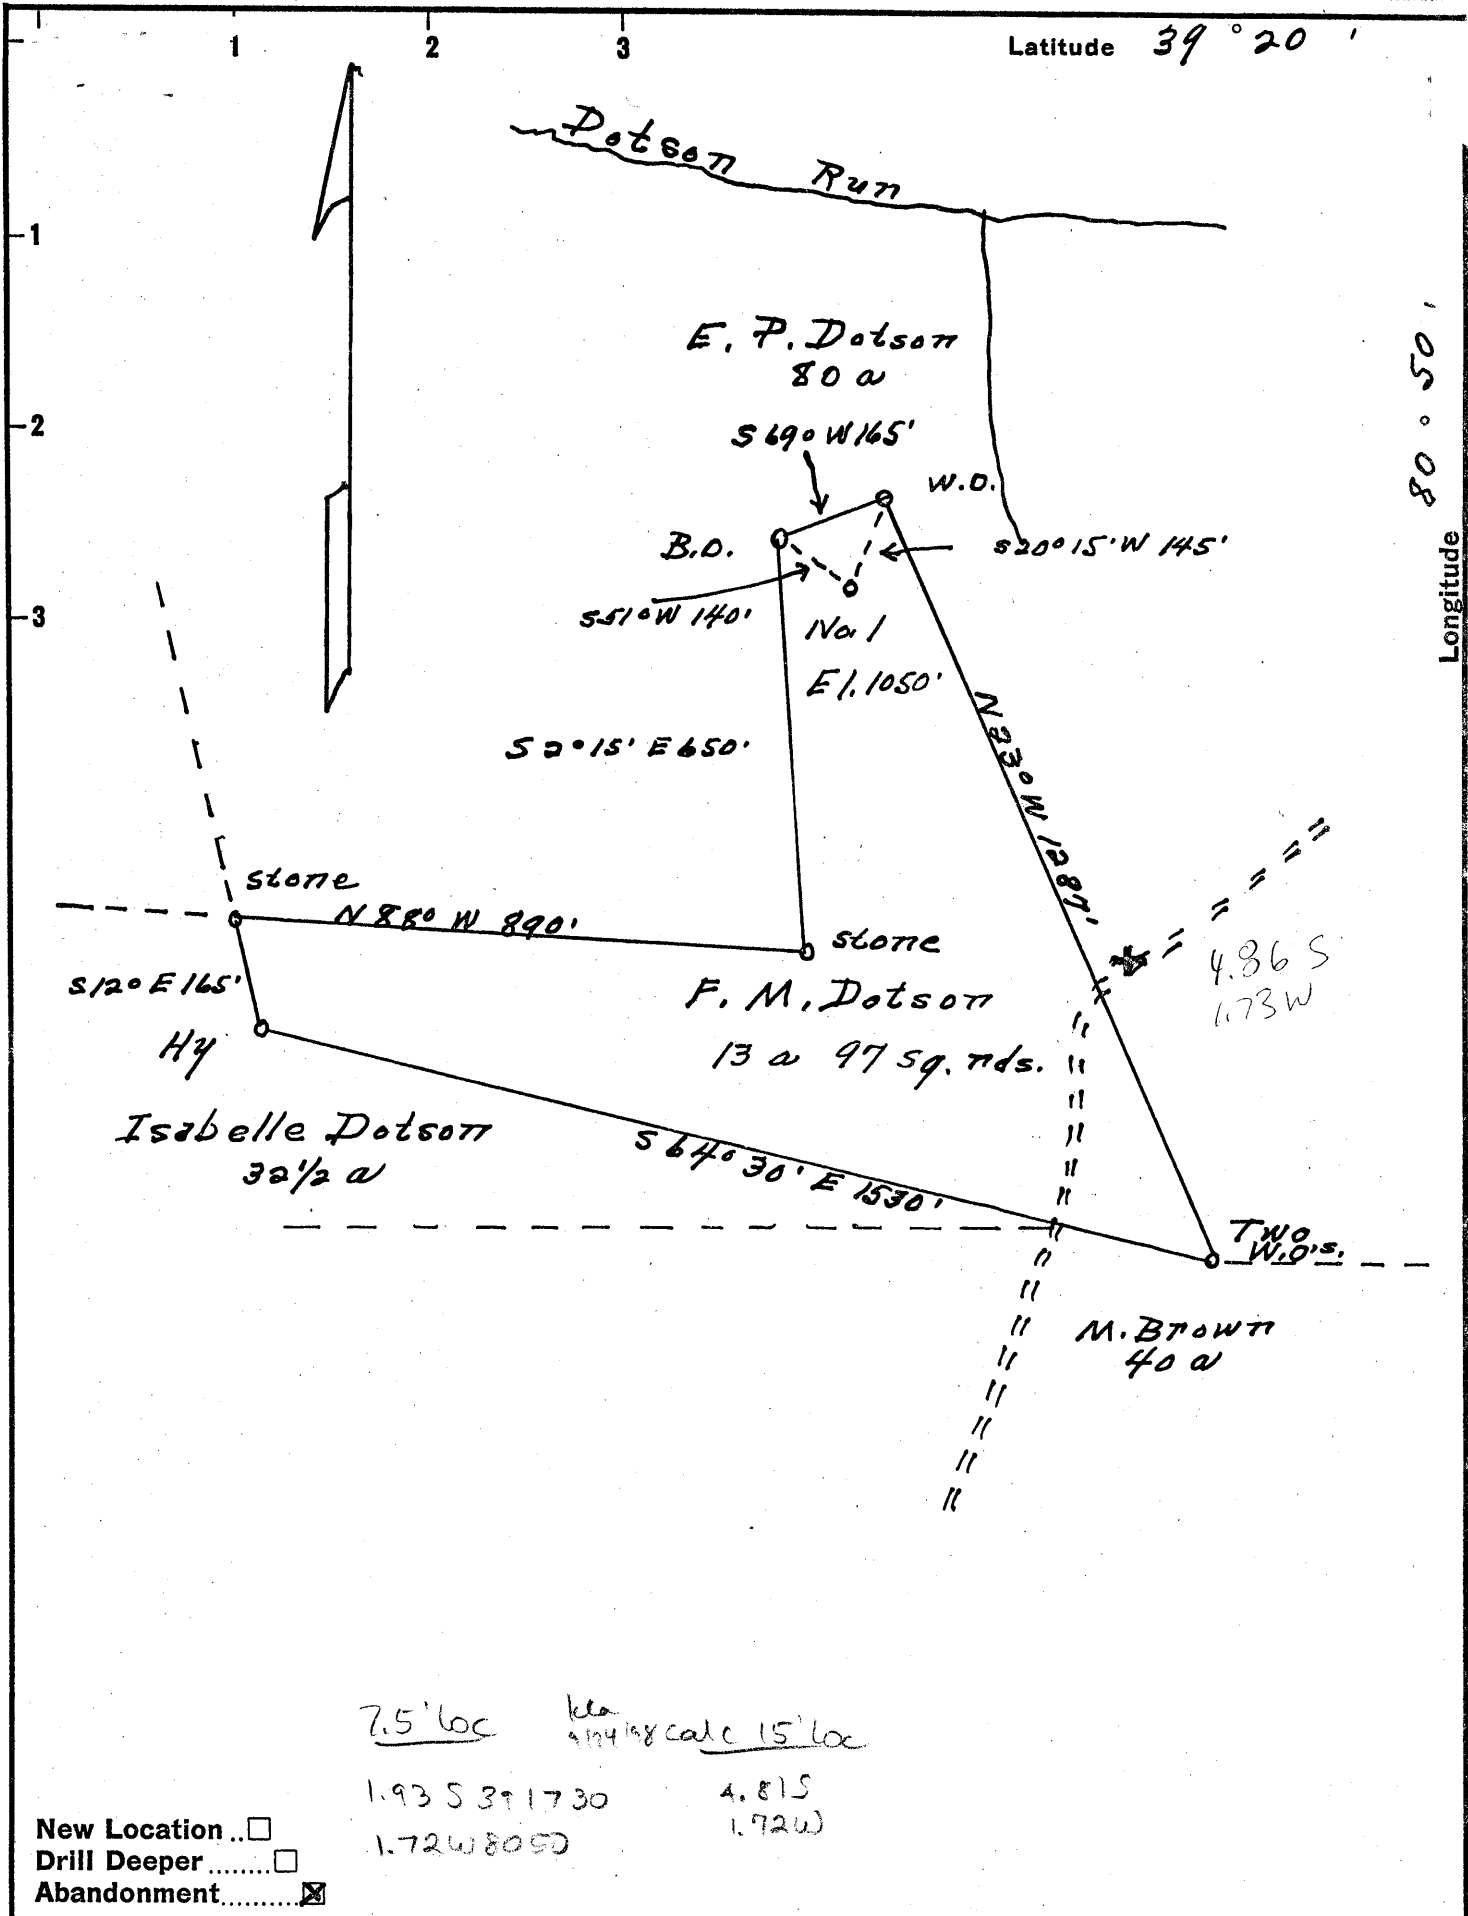 1 2 3
Latitude 39° 20'
Dotson Run
-1
-2
-3
Longitude 80° 50'
E. P. Dotson
80 a
S 69° W 165'
W.O.
B.O.
S 20° 15' W 145'
S 51° W 140'
No. 1
El. 1050'
S 2° 15' E 650'
N 23° W 1287'
stone
N 88° W 890'
stone
4.86 S
1.73 W
S 12° E 165'
F. M. Dotson
Hy
13 a 97 sq. rds.
Isabelle Dotson
32 1/2 a
S 64° 30' E 1530'
Two
W.O's.
M. Brown
40 a
7.5' loc
calc 15' loc
1.93 S 391730
4.81S
1.72W 8050
1.72W
New Location ..☐
Drill Deeper ........☐
Abandonment..........☒